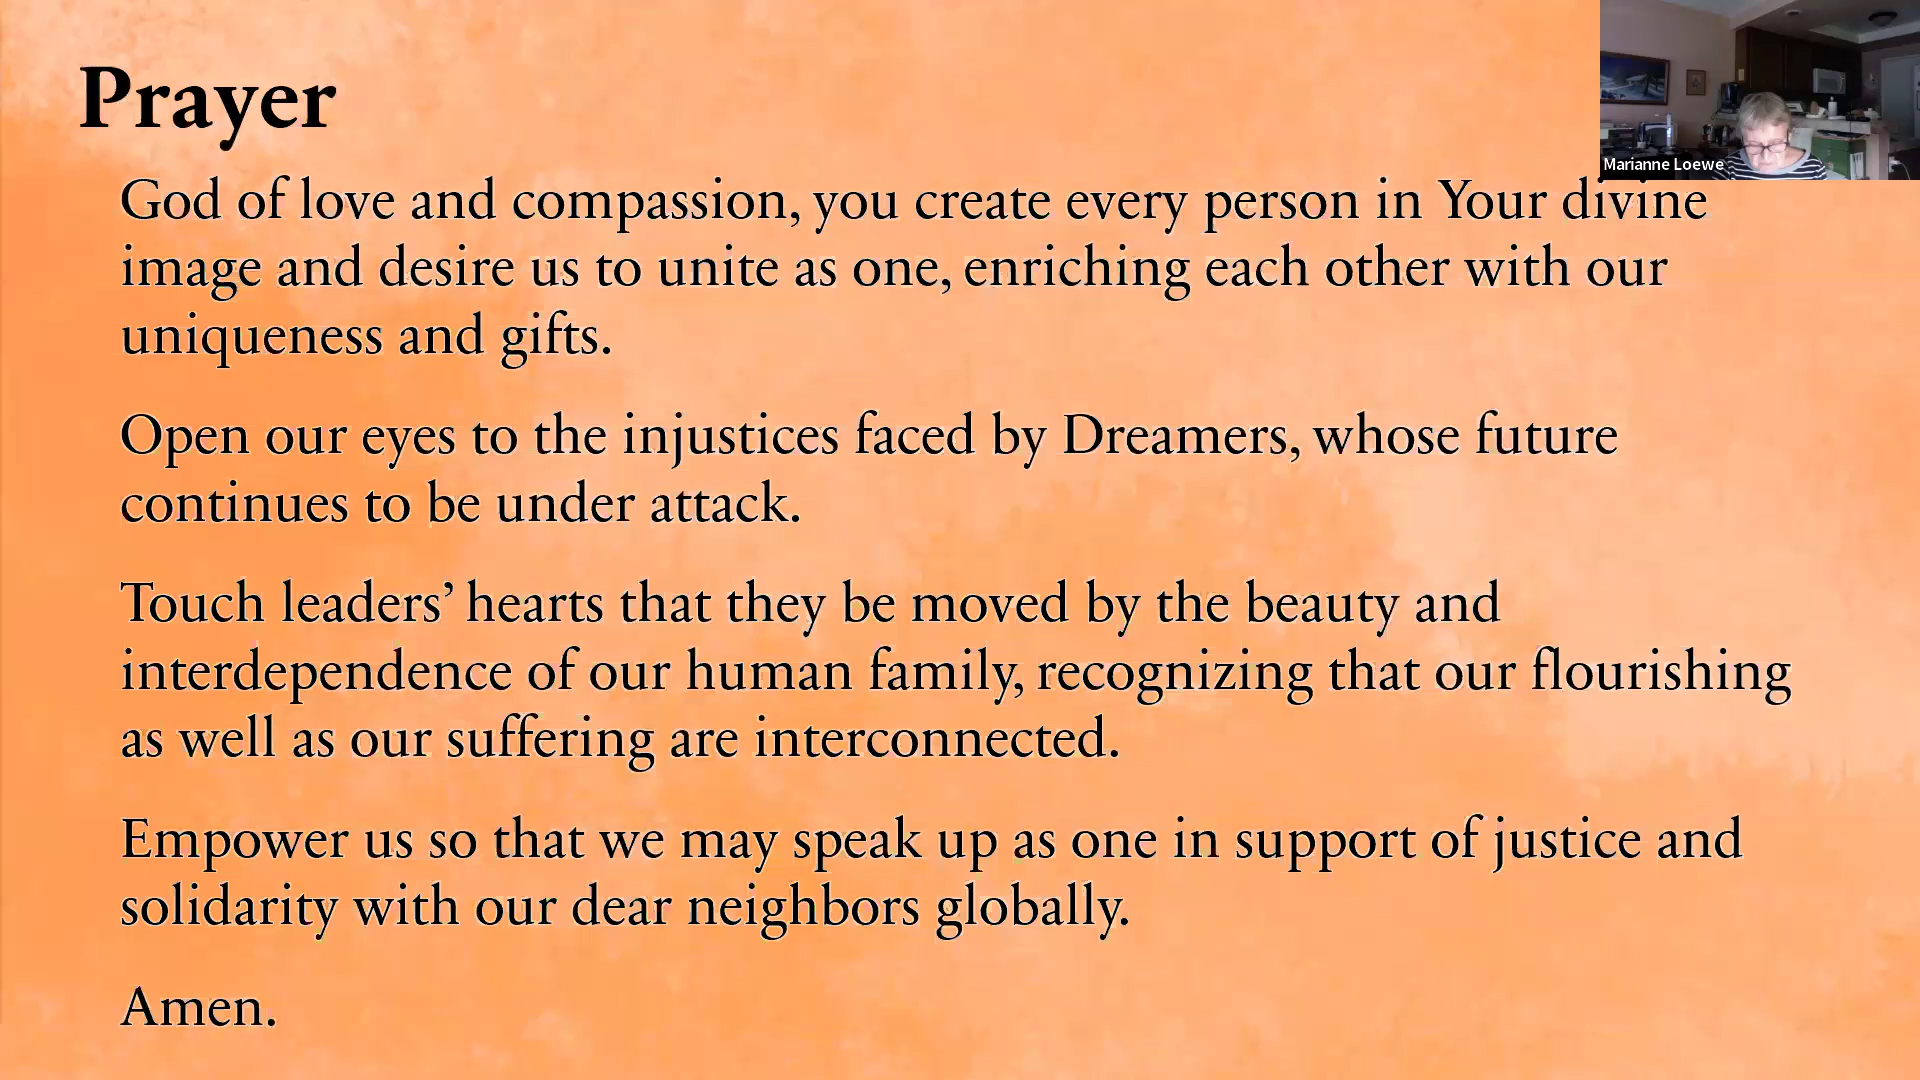 Prayer
Marianne Loewe
God of love and compassion, you create every person in Your divine
image and desire us to unite as one, enriching each other with our
uniqueness and gifts.
Open our eyes to the injustices faced by Dreamers, whose future
continues to be under attack.
Touch leaders’ hearts that they be moved by the beauty and
interdependence of our human family, recognizing that our flourishing
as well as our suffering are interconnected.
Empower us so that we may speak up as one in support of justice and
solidarity with our dear neighbors globally.
Amen.